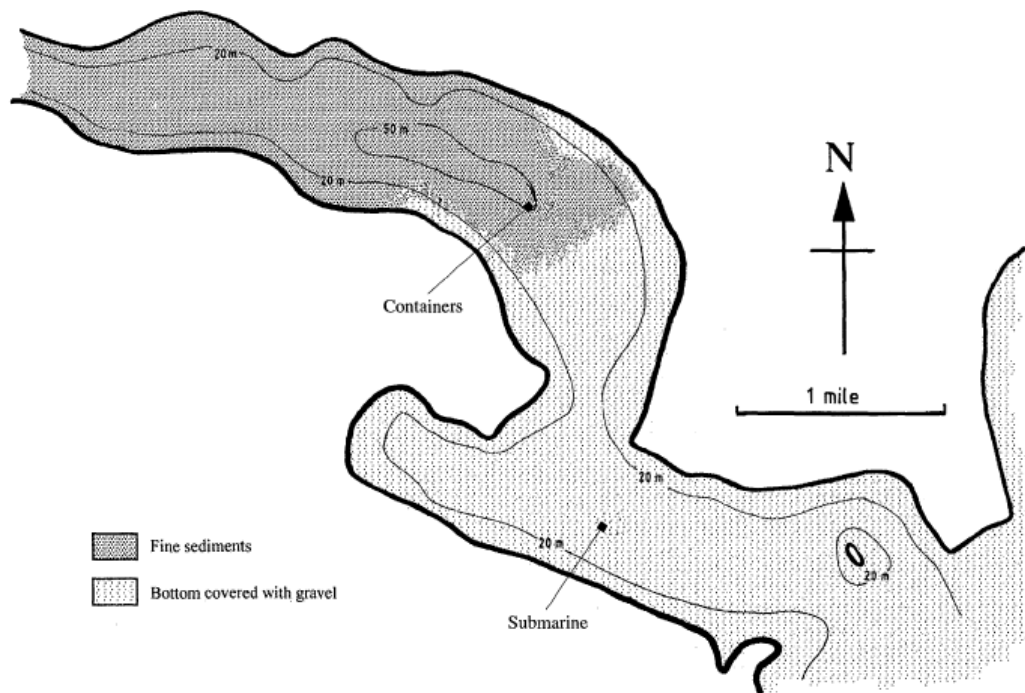 20 m
50 m
N
20 m
Containers
1 mile
20 m
20 m
Fine sediments
20 m
Bottom covered with gravel
Submarine